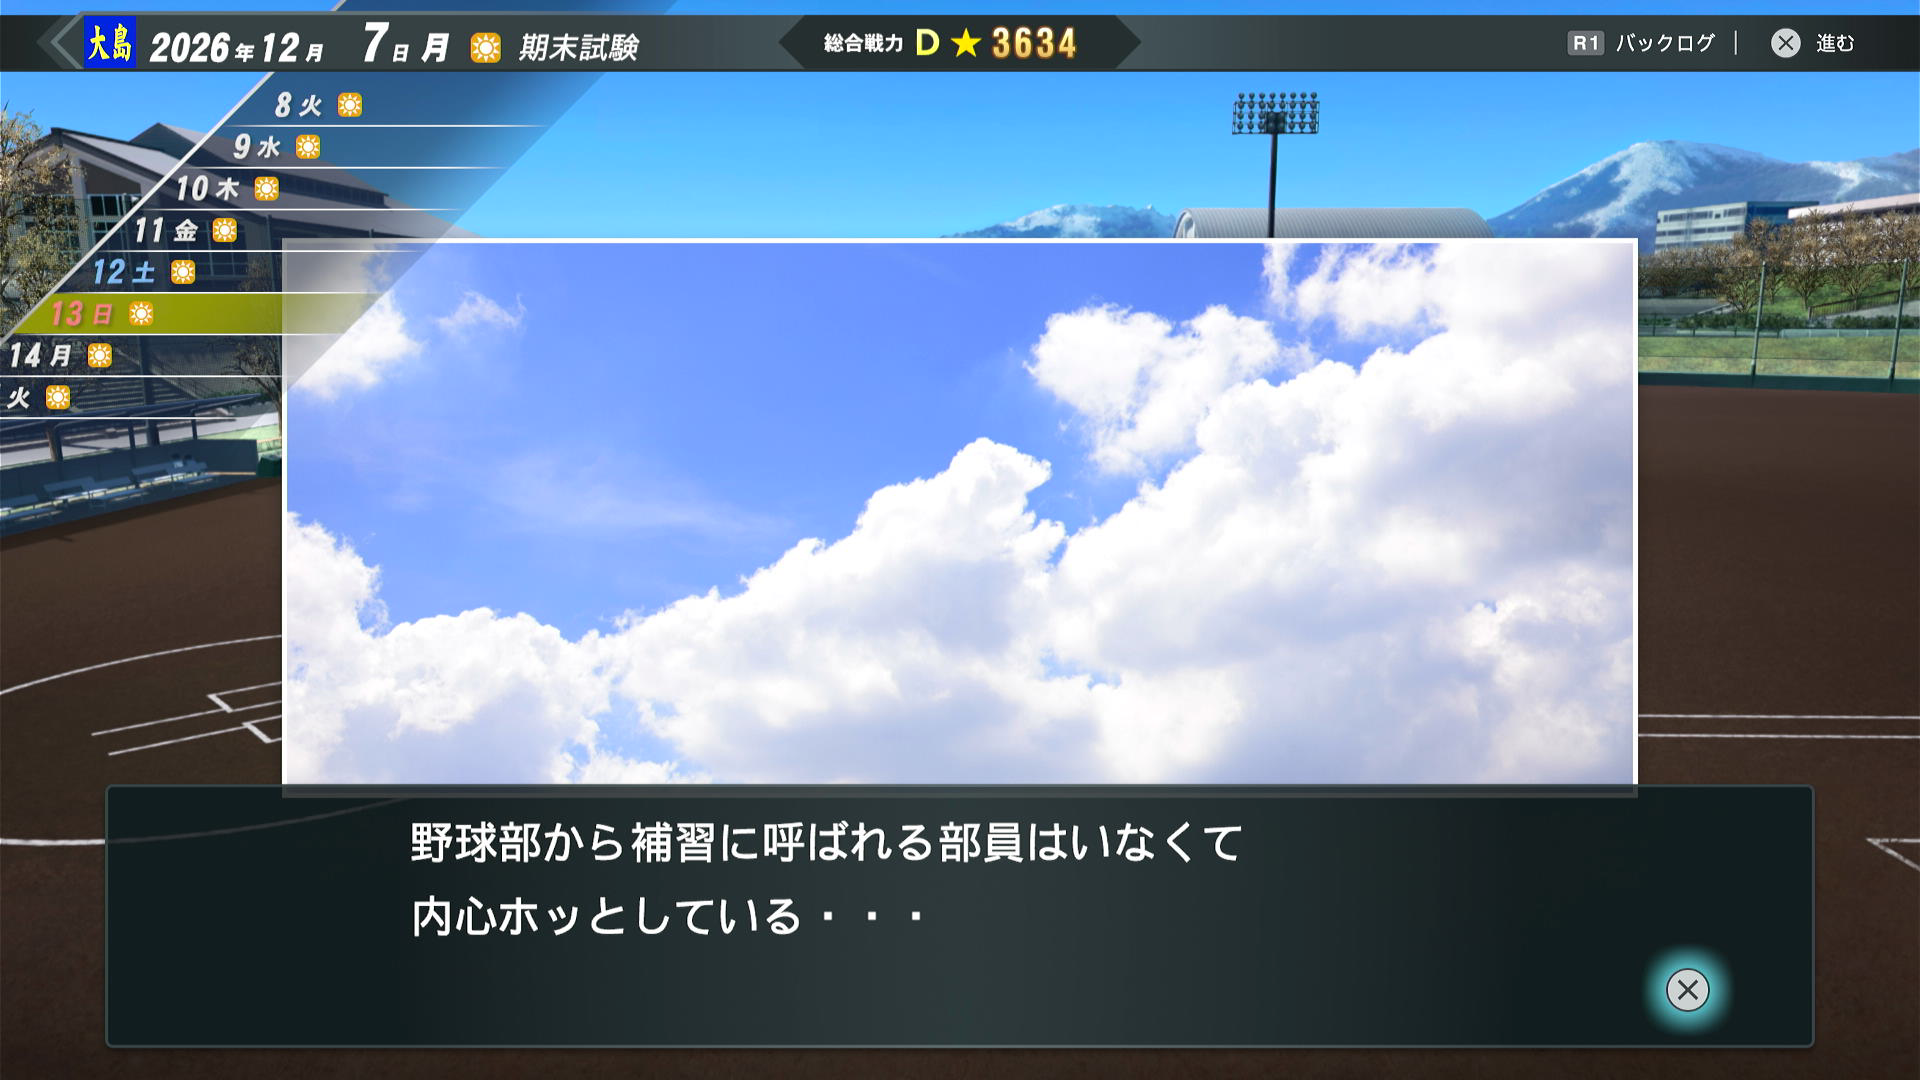 大島 2026年12月 7日 月 期末試験
総合戦力 D ★ 3634
R1 バックログ | ⊗ 進む
8 火
9 水
10 木
11 金
12 土
13 日
14 月
火
野球部から補習に呼ばれる部員はいなくて
内心ホッとしている・・・